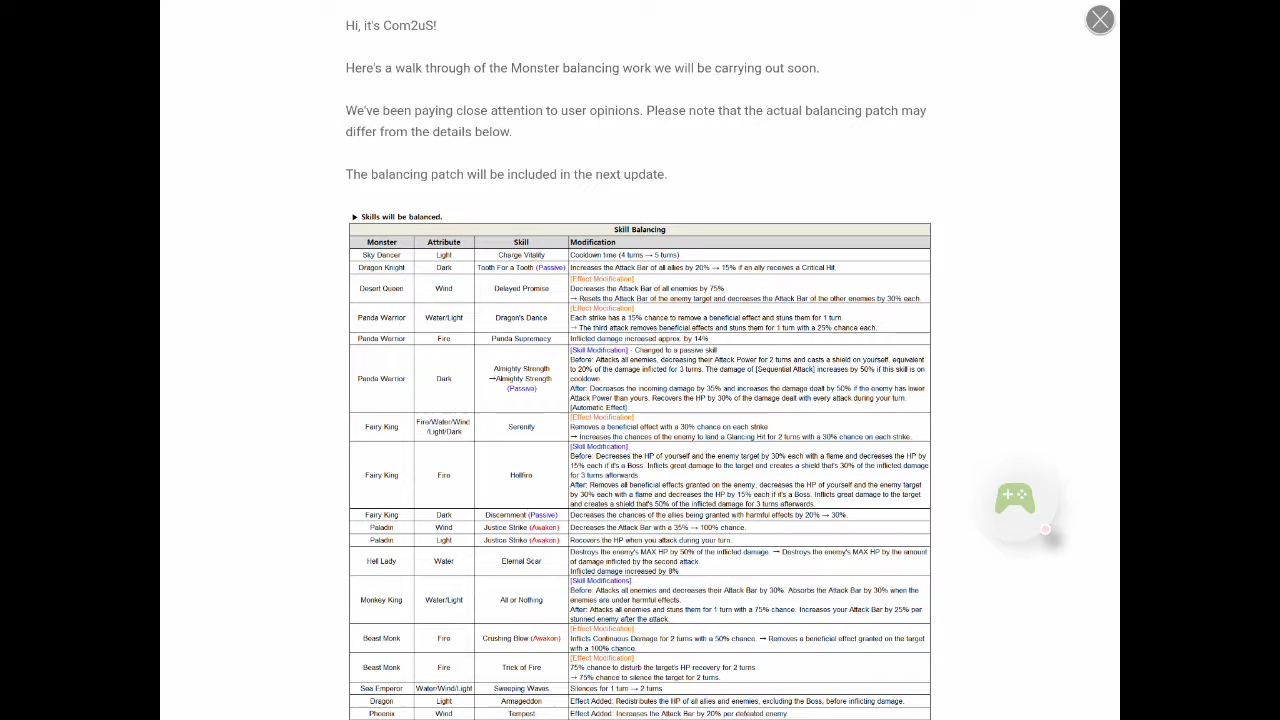 Hi, it's Com2uS!
Here's a walk through of the Monster balancing work we will be carrying out soon.
We've been paying close attention to user opinions. Please note that the actual balancing patch may
differ from the details below.
The balancing patch will be included in the next update.
▶ Skills will be balanced.
Skill Balancing
Monster Attribute Skill Modification
Sky Dancer Light Charge Vitality Cooldown time (4 turns → 5 turns)
Dragon Knight Dark Tooth For a Tooth (Passive) Increases the Attack Bar of all allies by 20% → 15% if an ally receives a Critical Hit.
Desert Queen Wind Delayed Promise [Effect Modification]
Decreases the Attack Bar of all enemies by 75%
→ Resets the Attack Bar of the enemy target and decreases the Attack Bar of the other enemies by 30% each.
Panda Warrior Water/Light Dragon's Dance [Effect Modification]
Each strike has a 15% chance to remove a beneficial effect and stuns them for 1 turn.
→ The third attack removes beneficial effects and stuns them for 1 turn with a 25% chance each.
Panda Warrior Fire Panda Supremacy Inflicted damage increased approx. by 14%
Panda Warrior Dark Almighty Strength
→Almighty Strength
(Passive)
[Skill Modification] - Changed to a passive skill
Before: Attacks all enemies, decreasing their Attack Power for 2 turns and casts a shield on yourself, equivalent
to 20% of the damage inflicted for 3 turns. The damage of [Sequential Attack] increases by 50% if this skill is on
cooldown.
After: Decreases the incoming damage by 35% and increases the damage dealt by 50% if the enemy has lower
Attack Power than yours. Recovers the HP by 30% of the damage dealt with every attack during your turn.
[Automatic Effect]
Fairy King Fire/Water/Wind
/Light/Dark
Serenity [Effect Modification]
Removes a beneficial effect with a 30% chance on each strike
→ Increases the chances of the enemy to land a Glancing Hit for 2 turns with a 30% chance on each strike.
Fairy King Fire Hellfire [Skill Modification]
Before: Decreases the HP of yourself and the enemy target by 30% each with a flame and decreases the HP by
15% each if it's a Boss. Inflicts great damage to the target and creates a shield that's 30% of the inflicted damage
for 3 turns afterwards.
After: Removes all beneficial effects granted on the enemy, decreases the HP of yourself and the enemy target
by 30% each with a flame and decreases the HP by 15% each if it's a Boss. Inflicts great damage to the target
and creates a shield that's 50% of the inflicted damage for 3 turns afterwards.
Fairy King Dark Discernment (Passive) Decreases the chances of the allies being granted with harmful effects by 20% → 30%.
Paladin Wind Justice Strike (Awaken) Decreases the Attack Bar with a 35% → 100% chance.
Paladin Light Justice Strike (Awaken) Recovers the HP when you attack during your turn.
Hell Lady Water Eternal Scar Destroys the enemy's MAX HP by 50% of the inflicted damage. → Destroys the enemy's MAX HP by the amount
of damage inflicted by the second attack
Inflicted damage increased by 8%
Monkey King Water/Light All or Nothing [Skill Modifications]
Before: Attacks all enemies and decreases their Attack Bar by 30%. Absorbs the Attack Bar by 30% when the
enemies are under harmful effects.
After: Attacks all enemies and stuns them for 1 turn with a 75% chance. Increases your Attack Bar by 25% per
stunned enemy after the attack.
Beast Monk Fire Crushing Blow (Awaken) [Effect Modification]
Inflicts Continuous Damage for 2 turns with a 50% chance. → Removes a beneficial effect granted on the target
with a 100% chance.
Beast Monk Fire Trick of Fire [Effect Modification]
75% chance to disturb the target's HP recovery for 2 turns.
→ 75% chance to silence the target for 2 turns.
Sea Emperor Water/Wind/Light Sweeping Waves Silences for 1 turn → 2 turns
Dragon Light Armageddon Effect Added: Redistributes the HP of all allies and enemies, excluding the Boss, before inflicting damage.
Phoenix Wind Tempest Effect Added: Increases the Attack Bar by 20% per defeated enemy